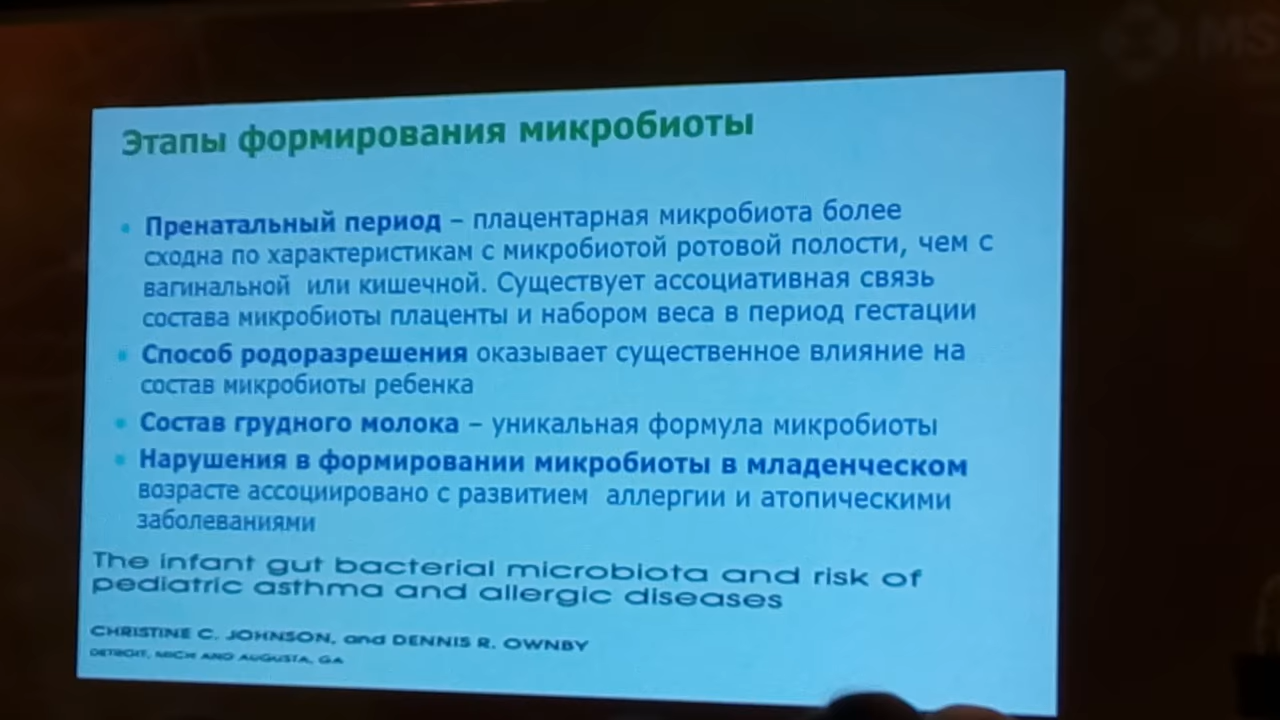 MS
Этапы формирования микробиоты
• Пренатальный период – плацентарная микробиота более
сходна по характеристикам с микробиотой ротовой полости, чем с
вагинальной или кишечной. Существует ассоциативная связь
состава микробиоты плаценты и набором веса в период гестации
• Способ родоразрешения оказывает существенное влияние на
состав микробиоты ребенка
• Состав грудного молока – уникальная формула микробиоты
• Нарушения в формировании микробиоты в младенческом
возрасте ассоциировано с развитием аллергии и атопическими
заболеваниями
The infant gut bacterial microbiota and risk of
pediatric asthma and allergic diseases
CHRISTINE C. JOHNSON, and DENNIS R. OWNBY
DETROIT, MICH AND AUGUSTA, GA